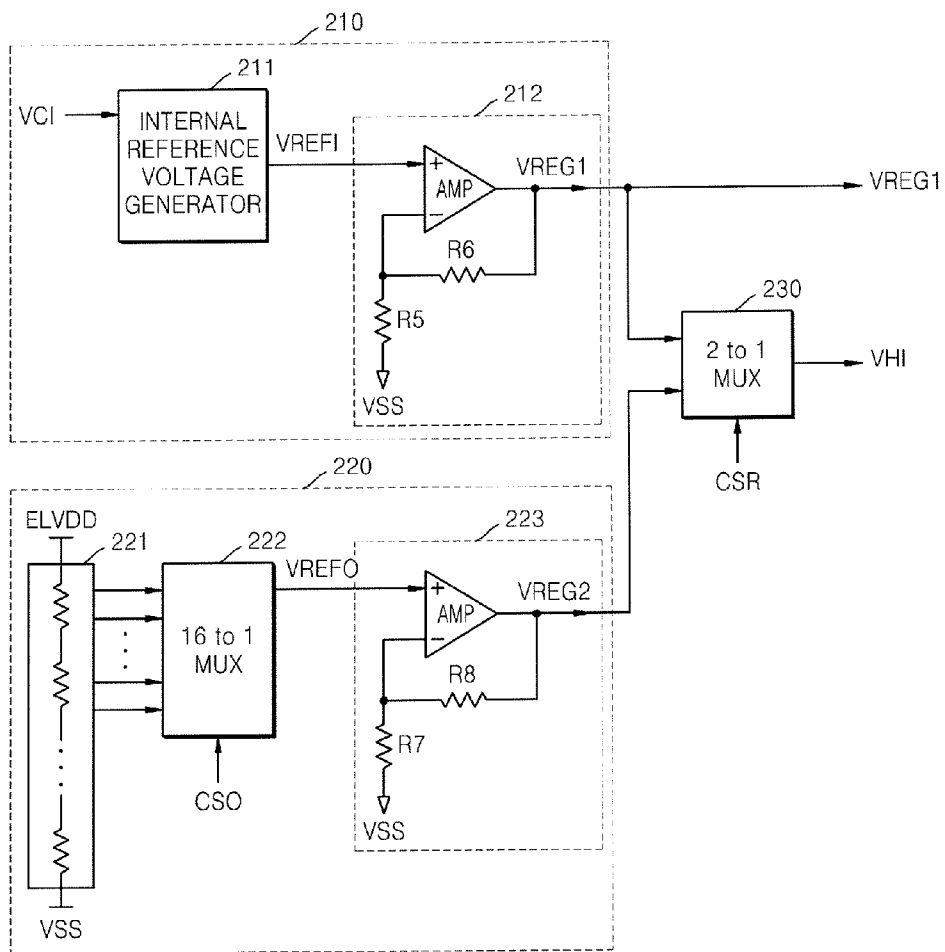 210
211
VCI
INTERNAL
REFERENCE
VOLTAGE
GENERATOR
VREFI
212
+
AMP
−
VREG1
R6
R5
VSS
VREG1
230
2 to 1
MUX
VHI
CSR
220
ELVDD
221
222
16 to 1
MUX
CSO
VREFO
223
+
AMP
−
VREG2
R8
R7
VSS
VSS